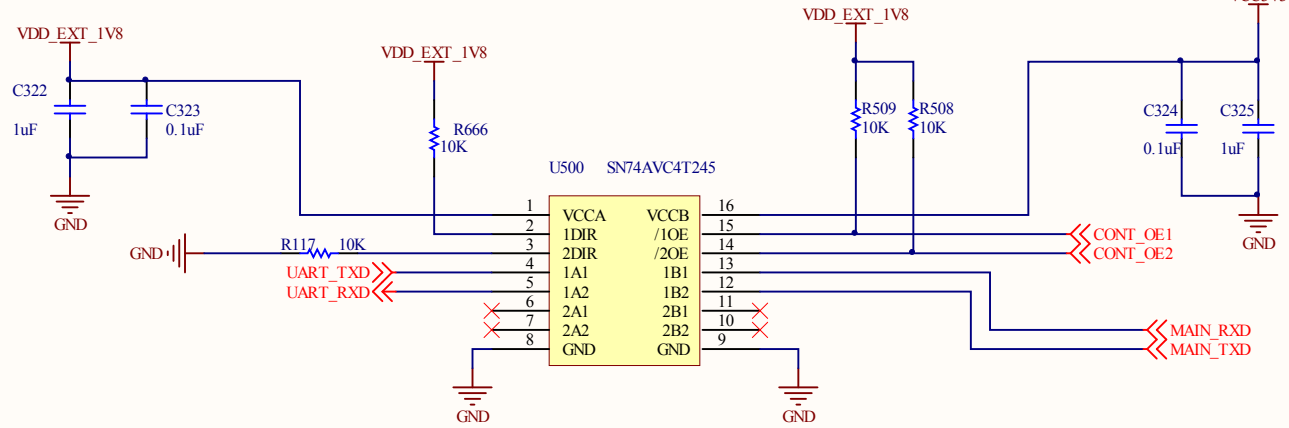 VDD_EXT_1V8
C322
1uF
C323
0.1uF
GND
VDD_EXT_1V8
R666
10K
VDD_EXT_1V8
R509
10K
R508
10K
C324
0.1uF
C325
1uF
GND
U500 SN74AVC4T245
1 VCCA VCCB 16
2 1DIR /1OE 15 CONT_OE1
GND R117 10K 3 2DIR /2OE 14 CONT_OE2
UART_TXD 4 1A1 1B1 13
UART_RXD 5 1A2 1B2 12
6 2A1 2B1 11
7 2A2 2B2 10 MAIN_RXD
8 GND GND 9 MAIN_TXD
GND
GND